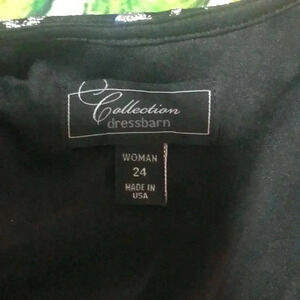 Collection
dressbarn
WOMAN
24
MADE IN
USA